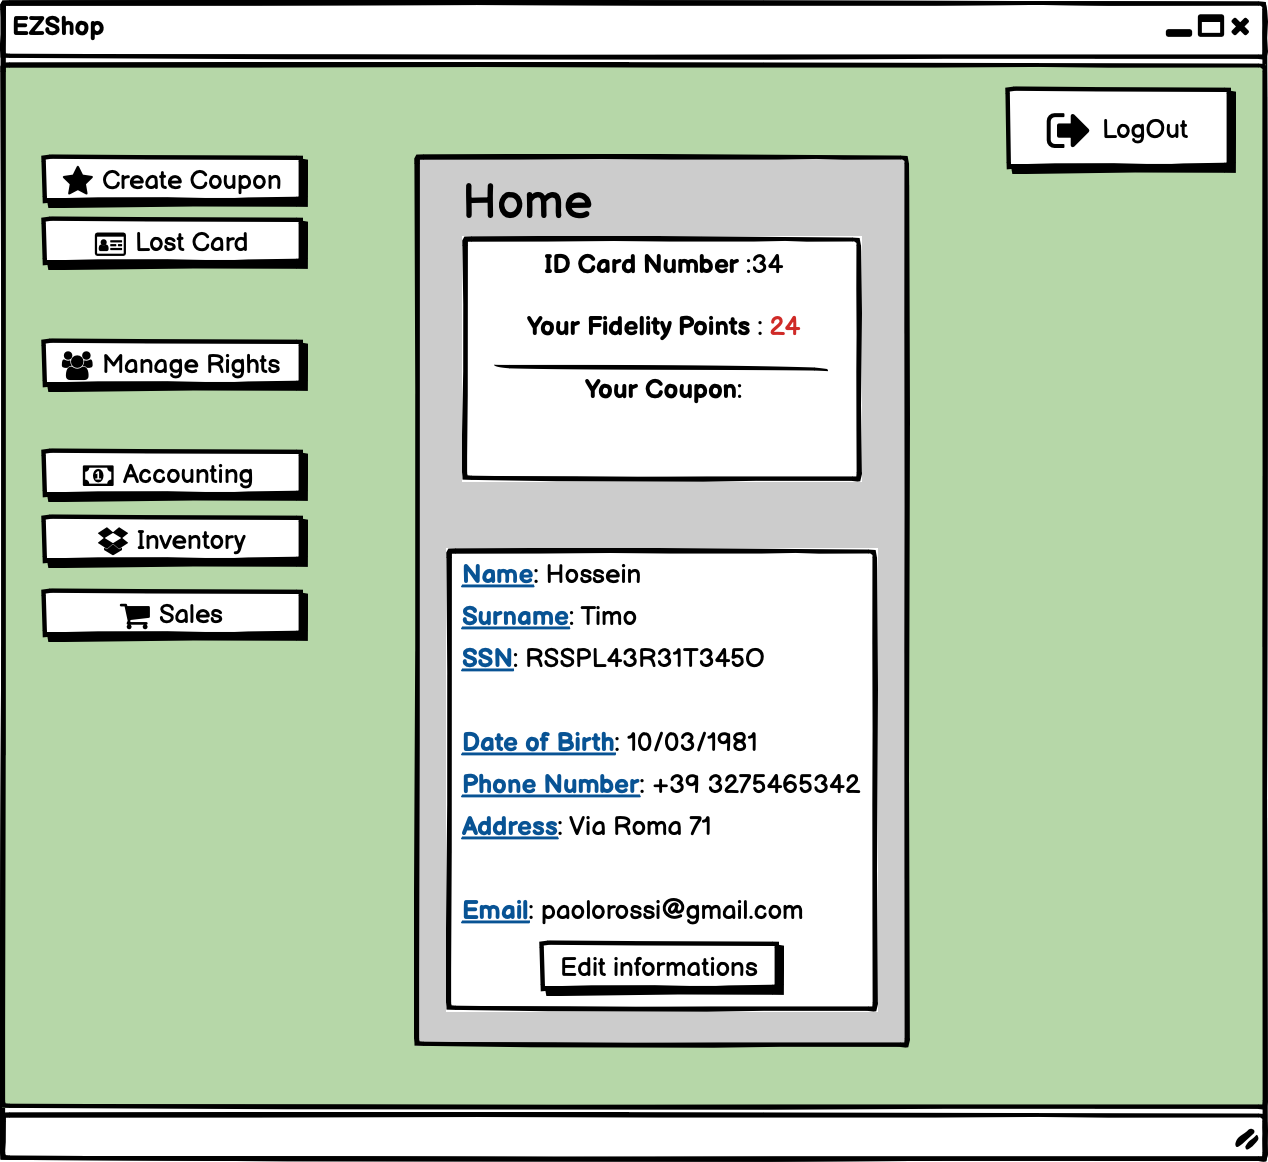 EZShop
LogOut
Create Coupon
Lost Card
Manage Rights
Accounting
Inventory
Sales
Home
ID Card Number :34
Your Fidelity Points : 24
Your Coupon:
Name: Hossein
Surname: Timo
SSN: RSSPL43R31T345O
Date of Birth: 10/03/1981
Phone Number: +39 3275465342
Address: Via Roma 71
Email: paolorossi@gmail.com
Edit informations